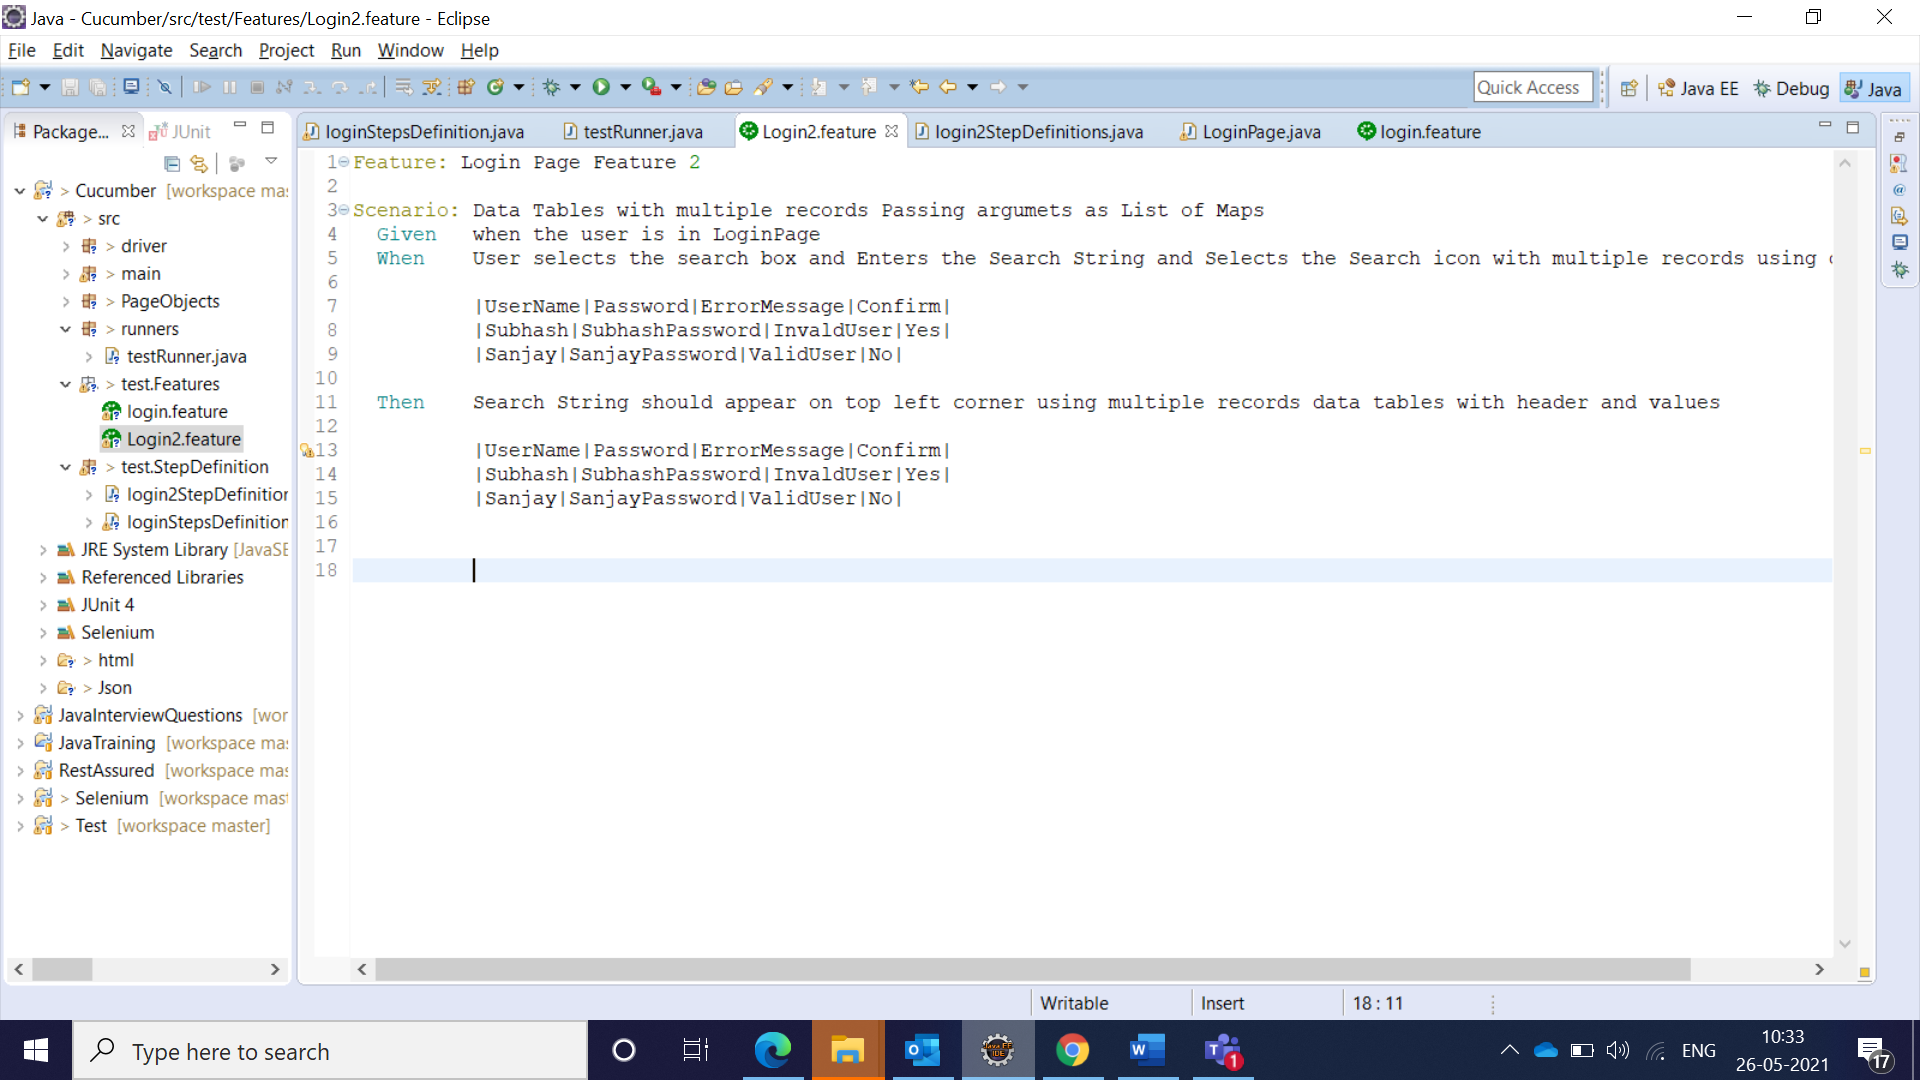 Java - Cucumber/src/test/Features/Login2.feature - Eclipse
File Edit Navigate Search Project Run Window Help
Quick Access Java EE Debug Java
Package... JUnit
loginStepsDefinition.java testRunner.java Login2.feature login2StepDefinitions.java LoginPage.java login.feature
> Cucumber [workspace mas
> src
> driver
> main
> PageObjects
> runners
testRunner.java
> test.Features
login.feature
Login2.feature
> test.StepDefinition
login2StepDefinition
loginStepsDefinition
JRE System Library [JavaSE
Referenced Libraries
JUnit 4
Selenium
> html
> Json
JavaInterviewQuestions [wor
JavaTraining [workspace mas
RestAssured [workspace mas
> Selenium [workspace mast
> Test [workspace master]
1 Feature: Login Page Feature 2
2
3 Scenario: Data Tables with multiple records Passing argumets as List of Maps
4 Given when the user is in LoginPage
5 When User selects the search box and Enters the Search String and Selects the Search icon with multiple records using
6
7 |UserName|Password|ErrorMessage|Confirm|
8 |Subhash|SubhashPassword|InvaldUser|Yes|
9 |Sanjay|SanjayPassword|ValidUser|No|
10
11 Then Search String should appear on top left corner using multiple records data tables with header and values
12
13 |UserName|Password|ErrorMessage|Confirm|
14 |Subhash|SubhashPassword|InvaldUser|Yes|
15 |Sanjay|SanjayPassword|ValidUser|No|
16
17
18
Writable Insert 18 : 11
Type here to search
ENG
10:33
26-05-2021
1
17